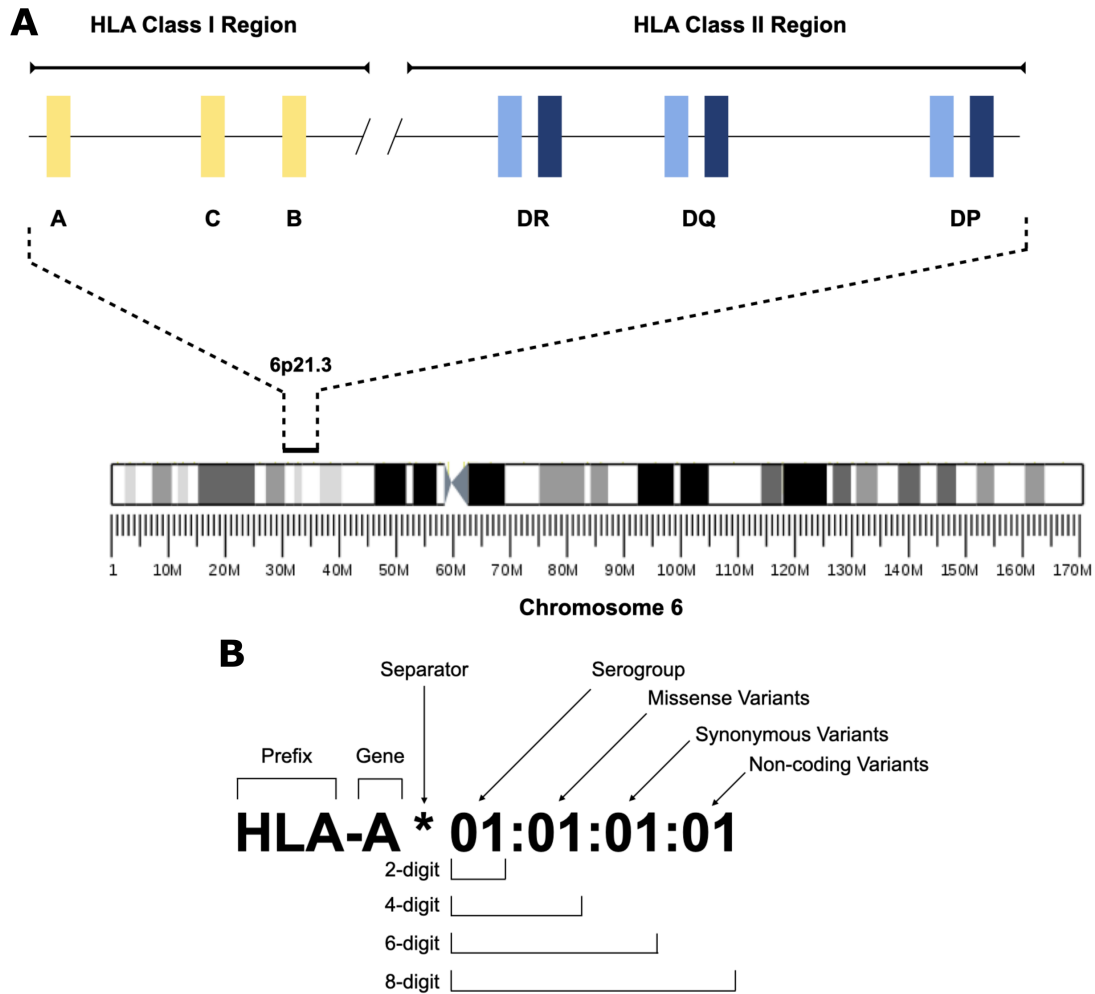 A
HLA Class I Region
HLA Class II Region
A
C
B
DR
DQ
DP
6p21.3
1 10M 20M 30M 40M 50M 60M 70M 80M 90M 100M 110M 120M 130M 140M 150M 160M 170M
Chromosome 6
B
Separator
Serogroup
Missense Variants
Synonymous Variants
Non-coding Variants
Prefix
Gene
HLA-A * 01:01:01:01
2-digit
4-digit
6-digit
8-digit